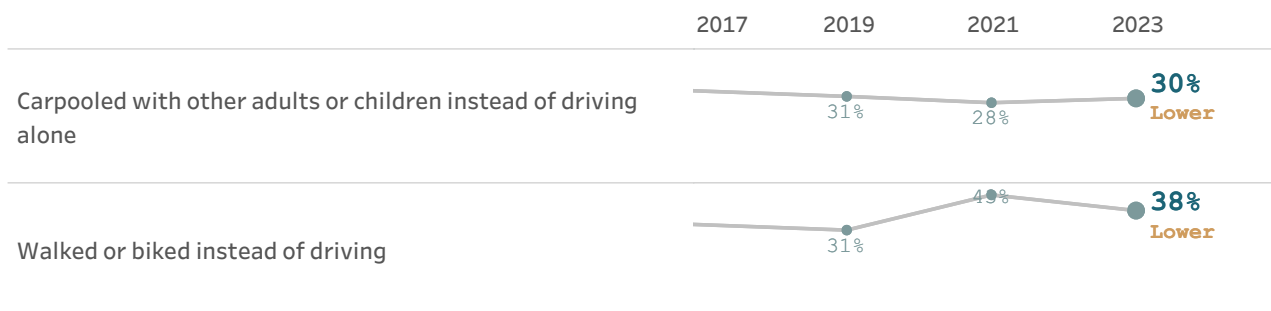 2017 2019 2021 2023
Carpooled with other adults or children instead of driving
alone
31%
28%
30%
Lower
Walked or biked instead of driving
31%
38%
Lower